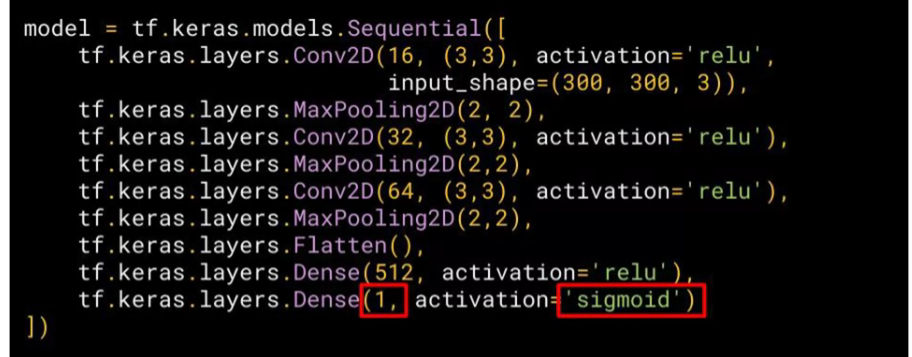 model = tf.keras.models.Sequential([
    tf.keras.layers.Conv2D(16, (3,3), activation='relu',
                           input_shape=(300, 300, 3)),
    tf.keras.layers.MaxPooling2D(2, 2),
    tf.keras.layers.Conv2D(32, (3,3), activation='relu'),
    tf.keras.layers.MaxPooling2D(2,2),
    tf.keras.layers.Conv2D(64, (3,3), activation='relu'),
    tf.keras.layers.MaxPooling2D(2,2),
    tf.keras.layers.Flatten(),
    tf.keras.layers.Dense(512, activation='relu'),
    tf.keras.layers.Dense(1, activation='sigmoid')
])